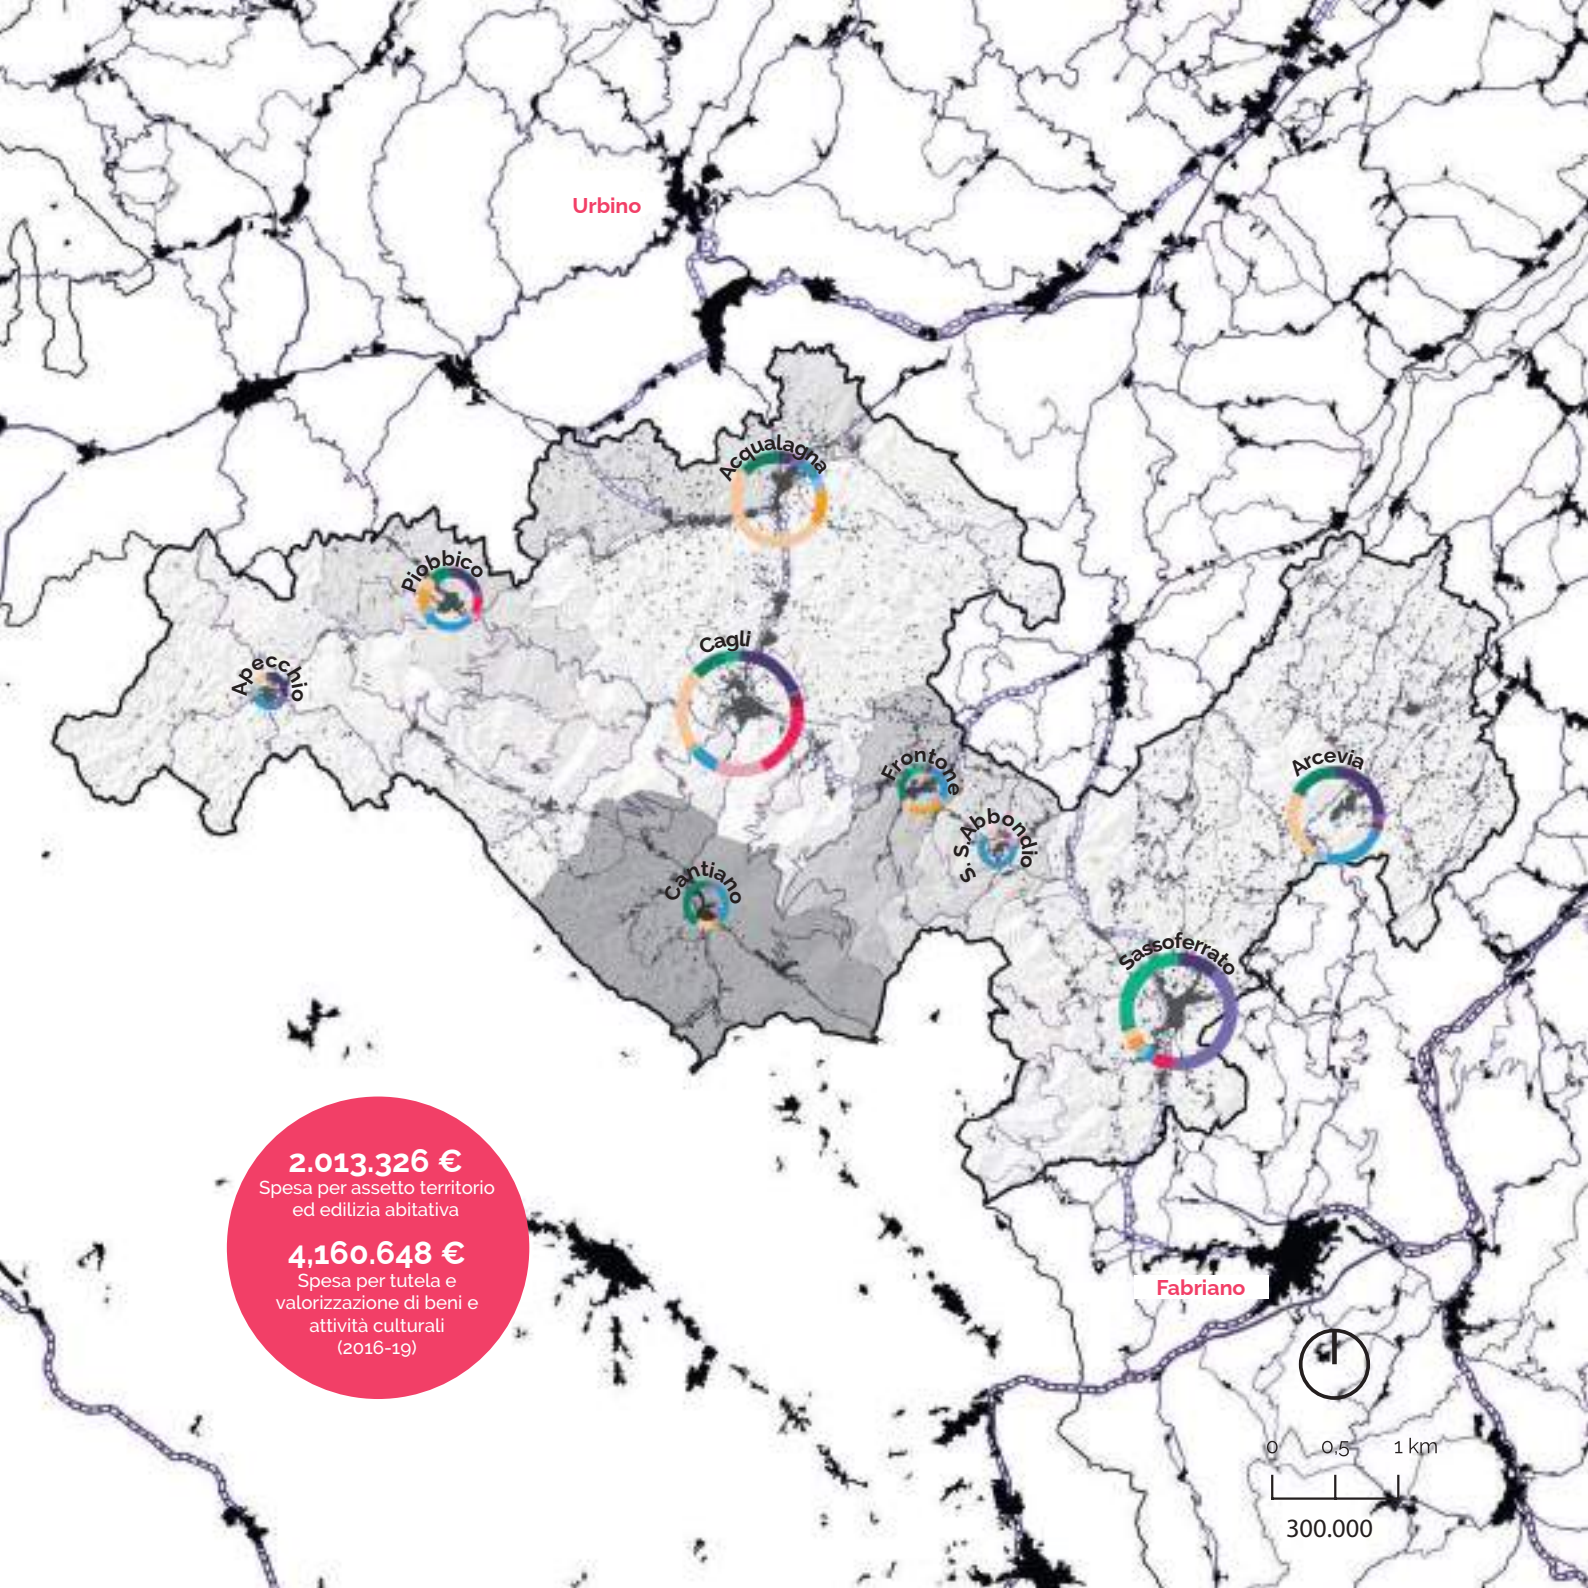 Urbino
Acqualagna
Piobbico
Cagli
Apecchio
Frontone
Arcevia
S. S.Abbondio
Cantiano
Sassoferrato
2.013.326 €
Spesa per assetto territorio
ed edilizia abitativa
4,160.648 €
Spesa per tutela e
valorizzazione di beni e
attività culturali
(2016-19)
Fabriano
0 0,5 1 km
300.000